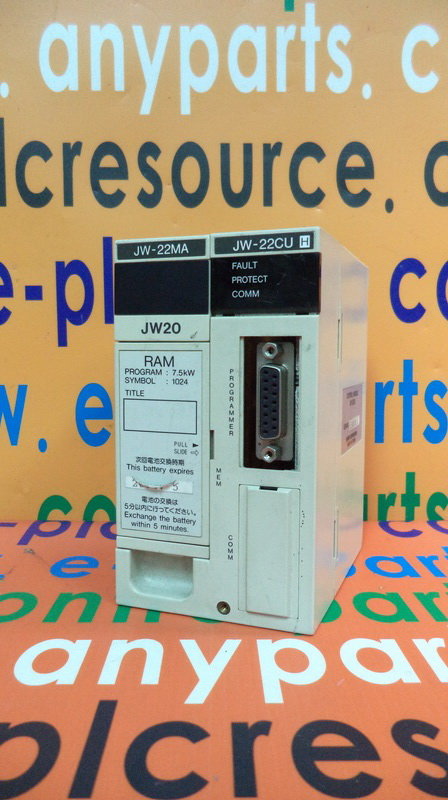 . anyparts. c
lcresource.
e-pl
arts
w. e
parts
JW-22MA
JW-22CU H
FAULT
PROTECT
COMM
JW20
RAM
PROGRAM : 7.5kW
SYMBOL : 1024
TITLE
PULL
SLIDE
次回電池交換時期
This battery expires
電池の交換は
5分以内に行ってください。
Exchange the battery
within 5 minutes.
PROGRAMMER
MEM
COMM
anyparts
plcresource